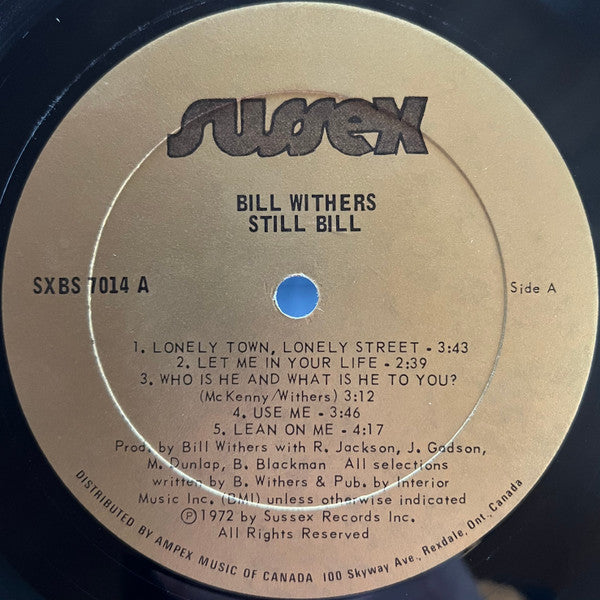 sussex
BILL WITHERS
STILL BILL
SXBS 7014 A
Side A
1. LONELY TOWN, LONELY STREET - 3:43
2. LET ME IN YOUR LIFE - 2:39
3. WHO IS HE AND WHAT IS HE TO YOU?
(McKenny/Withers) 3:12
4. USE ME - 3:46
5. LEAN ON ME - 4:17
Prod. by Bill Withers with R. Jackson, J. Gadson,
M. Dunlap, B. Blackman All selections
written by B. Withers & Pub. by Interior
Music Inc. (BMI) unless otherwise indicated
Ⓟ 1972 by Sussex Records Inc.
All Rights Reserved
DISTRIBUTED BY AMPEX MUSIC OF CANADA 100 Skyway Ave., Rexdale, Ont., Canada